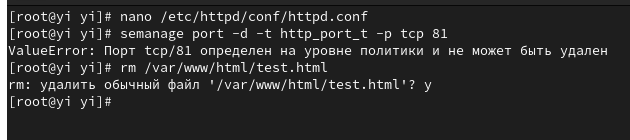 [root@yi yi]# nano /etc/httpd/conf/httpd.conf
[root@yi yi]# semanage port -d -t http_port_t -p tcp 81
ValueError: Порт tcp/81 определен на уровне политики и не может быть удален
[root@yi yi]# rm /var/www/html/test.html
rm: удалить обычный файл '/var/www/html/test.html'? y
[root@yi yi]#